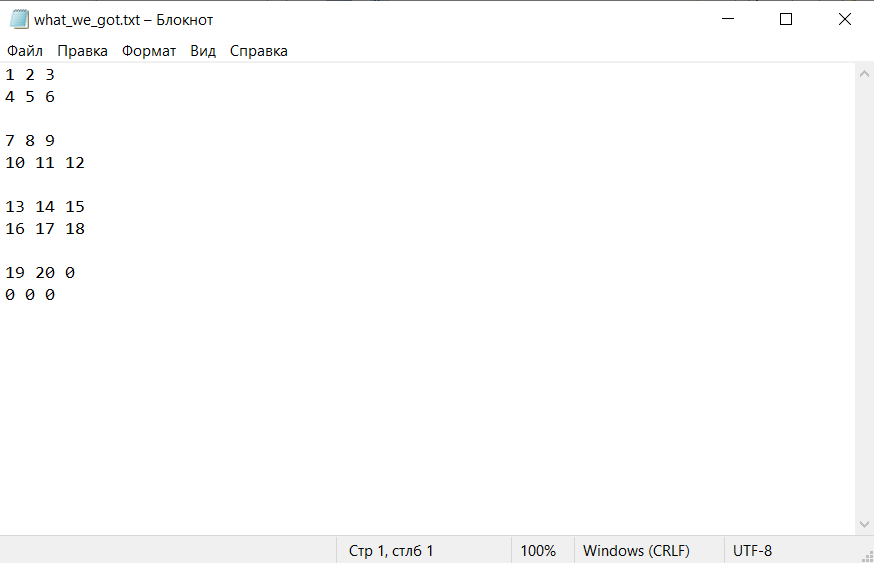 what_we_got.txt – Блокнот
Файл Правка Формат Вид Справка
1 2 3
4 5 6
7 8 9
10 11 12
13 14 15
16 17 18
19 20 0
0 0 0
Стр 1, стлб 1 100% Windows (CRLF) UTF-8